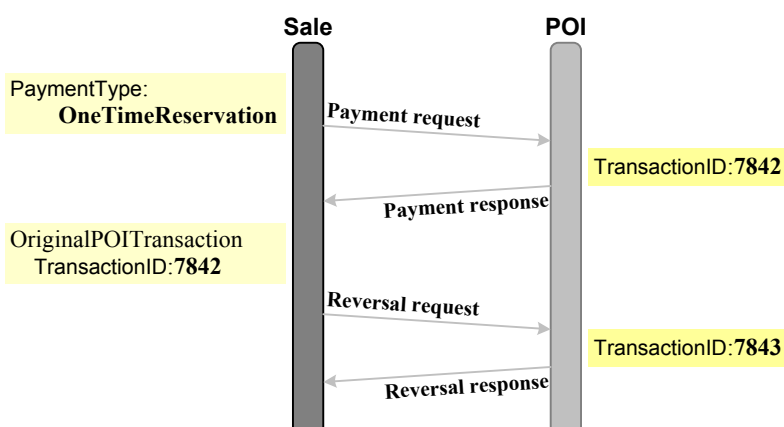 Sale
POI
PaymentType:
OneTimeReservation
Payment request
TransactionID:7842
Payment response
OriginalPOITransaction
TransactionID:7842
Reversal request
TransactionID:7843
Reversal response